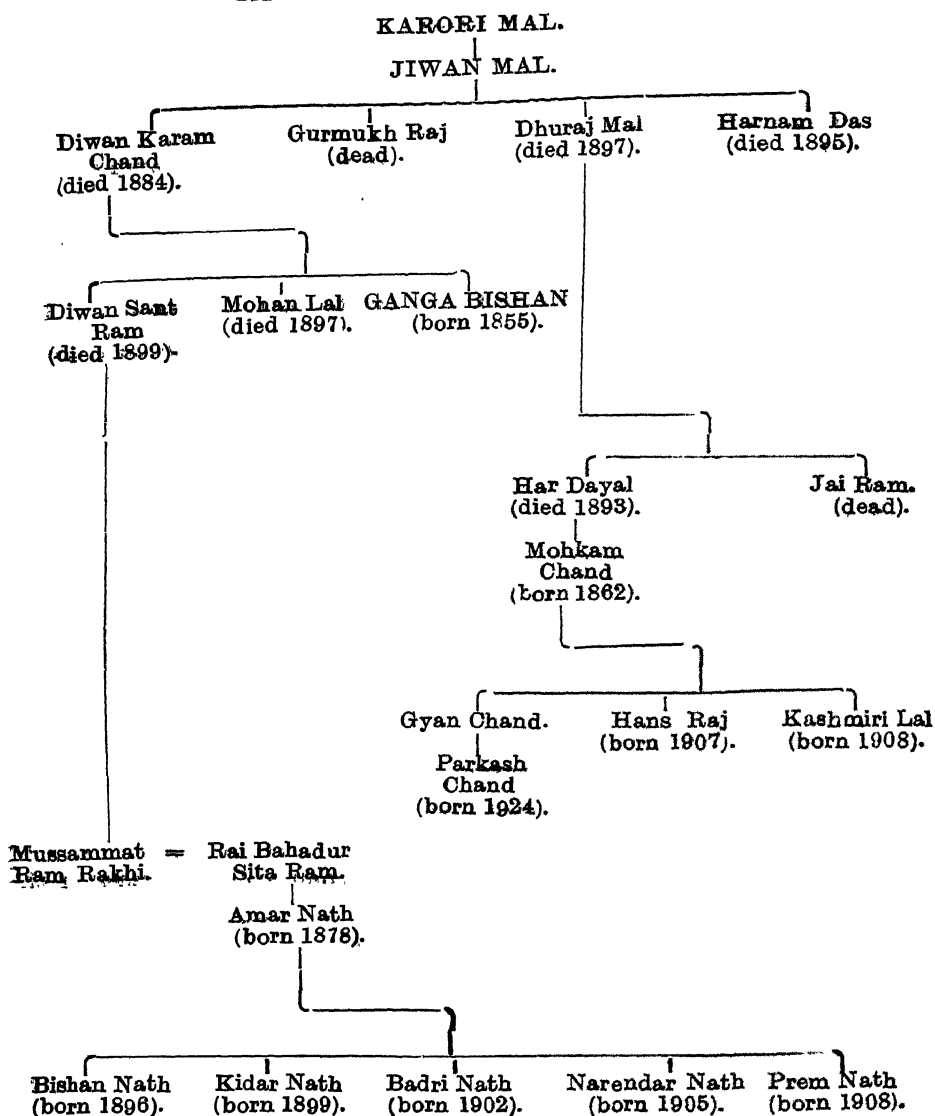 KARORI MAL.
JIWAN MAL.
Diwan Karam
Chand
(died 1884).
Gurmukh Raj
(dead).
Dhuraj Mal
(died 1897).
Harnam Das
(died 1895).
Diwan Sant
Ram
(died 1899)-
Mohan Lal
(died 1897).
GANGA BISHAN
(born 1855).
Har Dayal
(died 1893).
Jai Ram.
(dead).
Mohkam
Chand
(born 1862).
Gyan Chand.
Hans Raj
(born 1907).
Kashmiri Lal
(born 1908).
Parkash
Chand
(born 1924).
Mussammat = Rai Bahadur
Ram Rakhi. Sita Ram.
Amar Nath
(born 1878).
Bishan Nath
(born 1896).
Kidar Nath
(born 1899).
Badri Nath
(born 1902).
Narendar Nath
(born 1905).
Prem Nath
(born 1908).